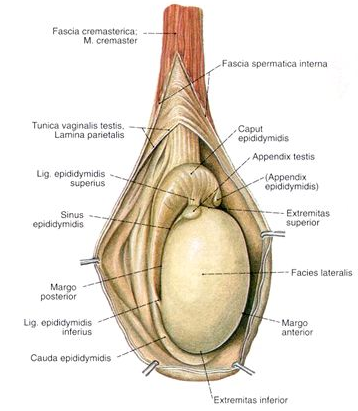 Fascia cremasterica;
M. cremaster
Fascia spermatica interna
Tunica vaginalis testis,
Lamina parietalis
Caput
epididymidis
Appendix testis
Lig. epididymidis
superius
(Appendix
epididymidis)
Sinus
epididymidis
Extremitas
superior
Facies lateralis
Margo
posterior
Lig. epididymidis
inferius
Margo
anterior
Cauda epididymidis
Extremitas inferior